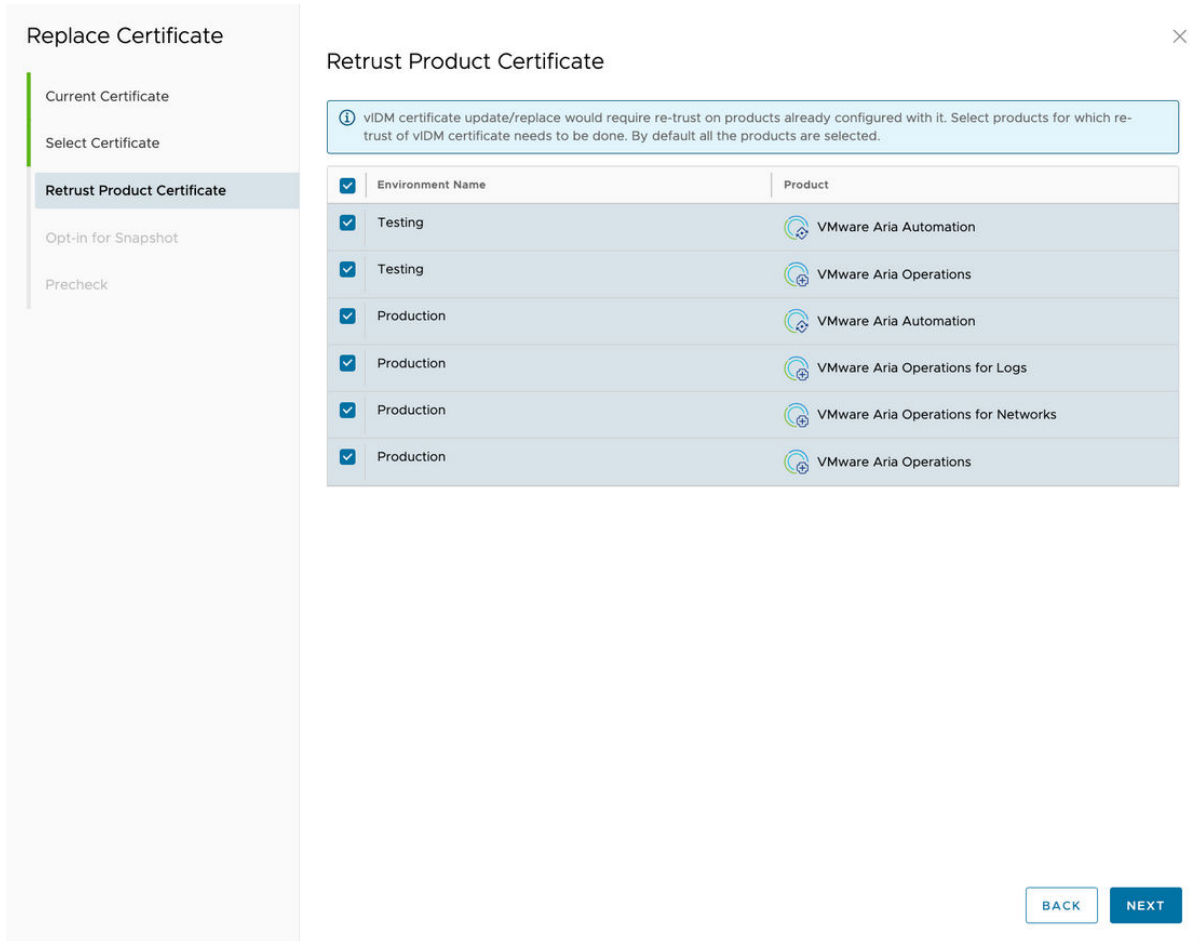 Replace Certificate
Current Certificate
Select Certificate
Retrust Product Certificate
Opt-in for Snapshot
Precheck
Retrust Product Certificate
vIDM certificate update/replace would require re-trust on products already configured with it. Select products for which re-
trust of vIDM certificate needs to be done. By default all the products are selected.
Environment Name Product
Testing VMware Aria Automation
Testing VMware Aria Operations
Production VMware Aria Automation
Production VMware Aria Operations for Logs
Production VMware Aria Operations for Networks
Production VMware Aria Operations
BACK NEXT